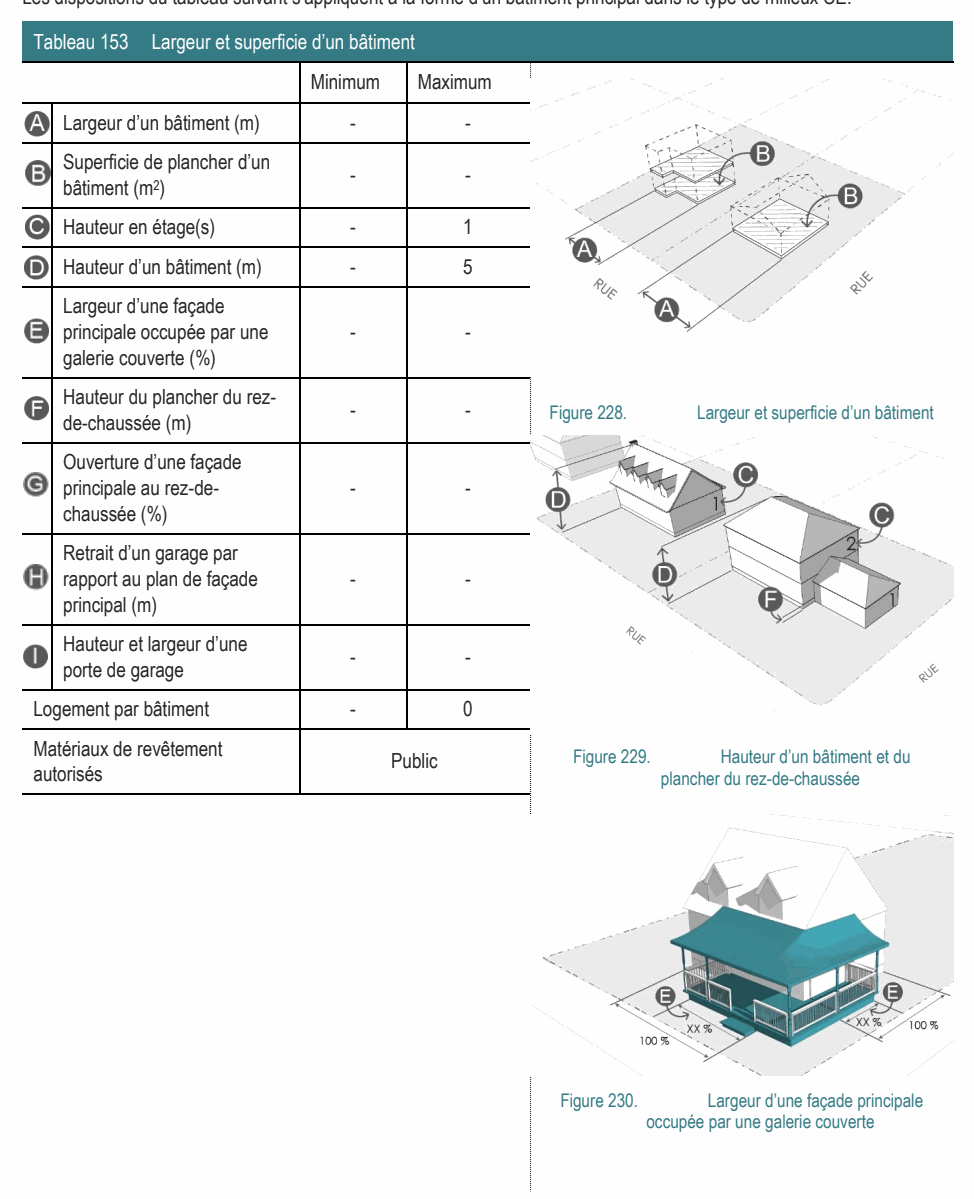 Les dispositions du tableau suivant s'appliquent à la forme d'un bâtiment principal dans le type de milieux CE.
Tableau 153 Largeur et superficie d'un bâtiment
Minimum Maximum
A Largeur d'un bâtiment (m) - -
B Superficie de plancher d'un
bâtiment (m2) - -
C Hauteur en étage(s) - 1
D Hauteur d'un bâtiment (m) - 5
E Largeur d'une façade
principale occupée par une
galerie couverte (%) - -
F Hauteur du plancher du rez-
de-chaussée (m) - -
G Ouverture d'une façade
principale au rez-de-
chaussée (%) - -
H Retrait d'un garage par
rapport au plan de façade
principal (m) - -
I Hauteur et largeur d'une
porte de garage - -
Logement par bâtiment - 0
Matériaux de revêtement
autorisés Public
B
B
A
RUE
RUE
A
Figure 228. Largeur et superficie d'un bâtiment
C
D
1
C
2
D
F
1
RUE
RUE
Figure 229. Hauteur d'un bâtiment et du
plancher du rez-de-chaussée
E
E
XX %
XX %
100 %
100 %
Figure 230. Largeur d'une façade principale
occupée par une galerie couverte